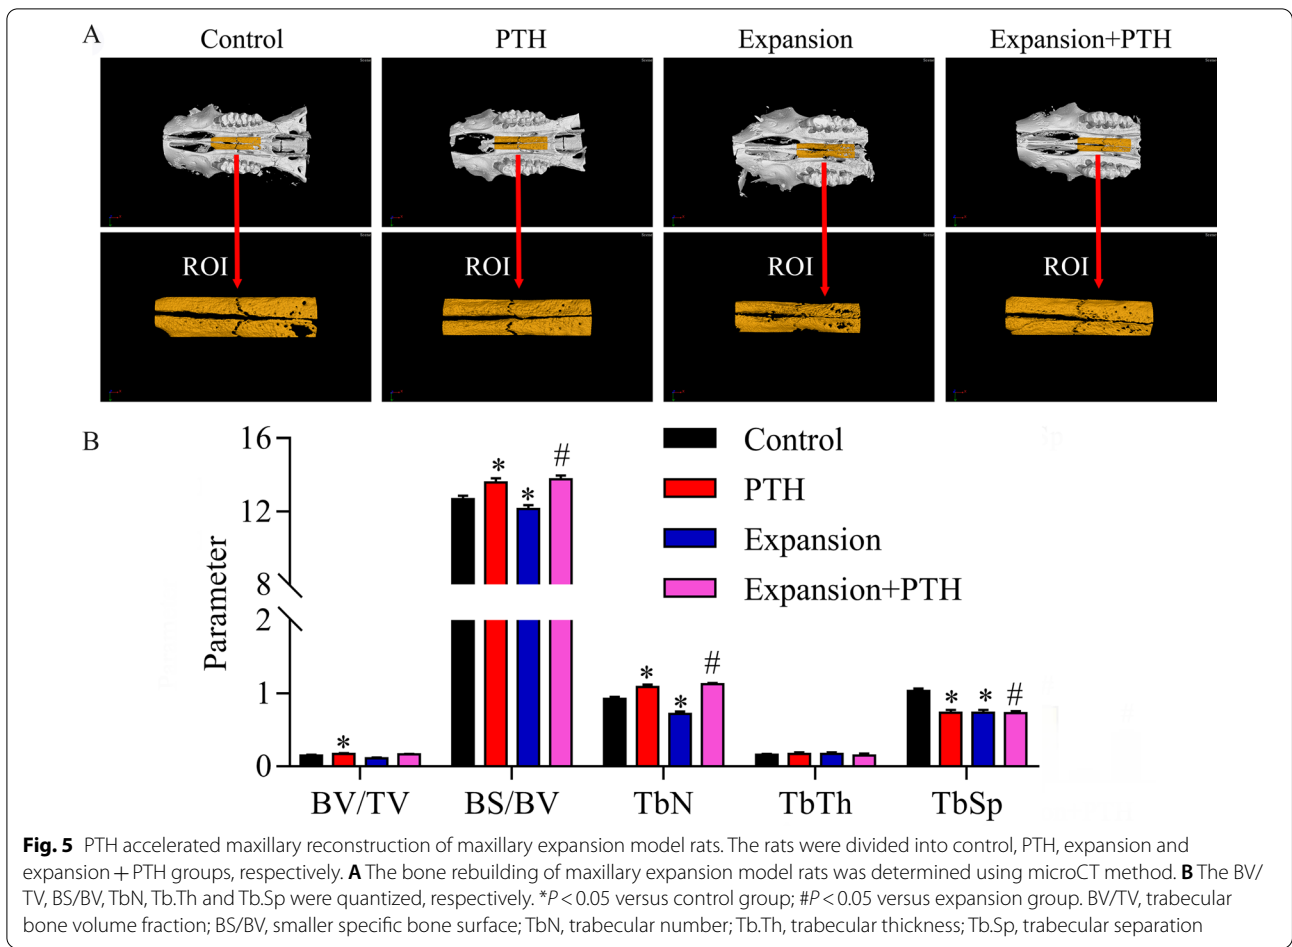 A
Control PTH Expansion Expansion+PTH
ROI ROI ROI ROI
B
16
12
8
2
1
0
Parameter
Control
PTH
Expansion
Expansion+PTH
* * # * * # * * * #
BV/TV BS/BV TbN TbTh TbSp
Fig. 5 PTH accelerated maxillary reconstruction of maxillary expansion model rats. The rats were divided into control, PTH, expansion and
expansion + PTH groups, respectively. A The bone rebuilding of maxillary expansion model rats was determined using microCT method. B The BV/
TV, BS/BV, TbN, Tb.Th and Tb.Sp were quantized, respectively. *P < 0.05 versus control group; #P < 0.05 versus expansion group. BV/TV, trabecular
bone volume fraction; BS/BV, smaller specific bone surface; TbN, trabecular number; Tb.Th, trabecular thickness; Tb.Sp, trabecular separation